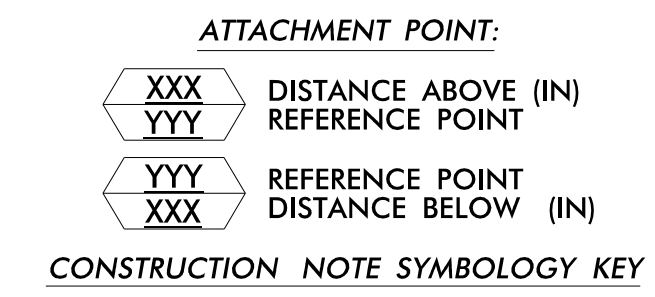 ATTACHMENT POINT:
XXX DISTANCE ABOVE (IN)
YYY REFERENCE POINT
YYY REFERENCE POINT
XXX DISTANCE BELOW (IN)
CONSTRUCTION NOTE SYMBOLOGY KEY